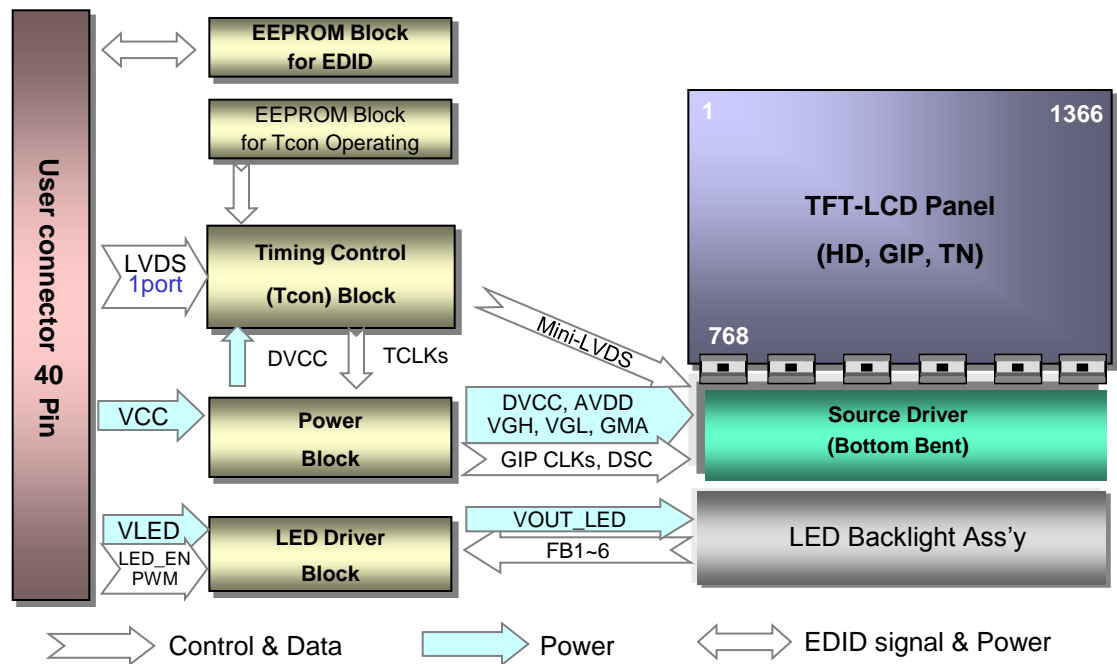 User connector 40 Pin
EEPROM Block
for EDID
EEPROM Block
for Tcon Operating
LVDS
1port
Timing Control
(Tcon) Block
DVCC
TCLKs
Mini-LVDS
1
1366
TFT-LCD Panel
(HD, GIP, TN)
768
VCC
Power
Block
DVCC, AVDD
VGH, VGL, GMA
GIP CLKs, DSC
Source Driver
(Bottom Bent)
VLED
LED_EN
PWM
LED Driver
Block
VOUT_LED
FB1~6
LED Backlight Ass'y
Control & Data
Power
EDID signal & Power